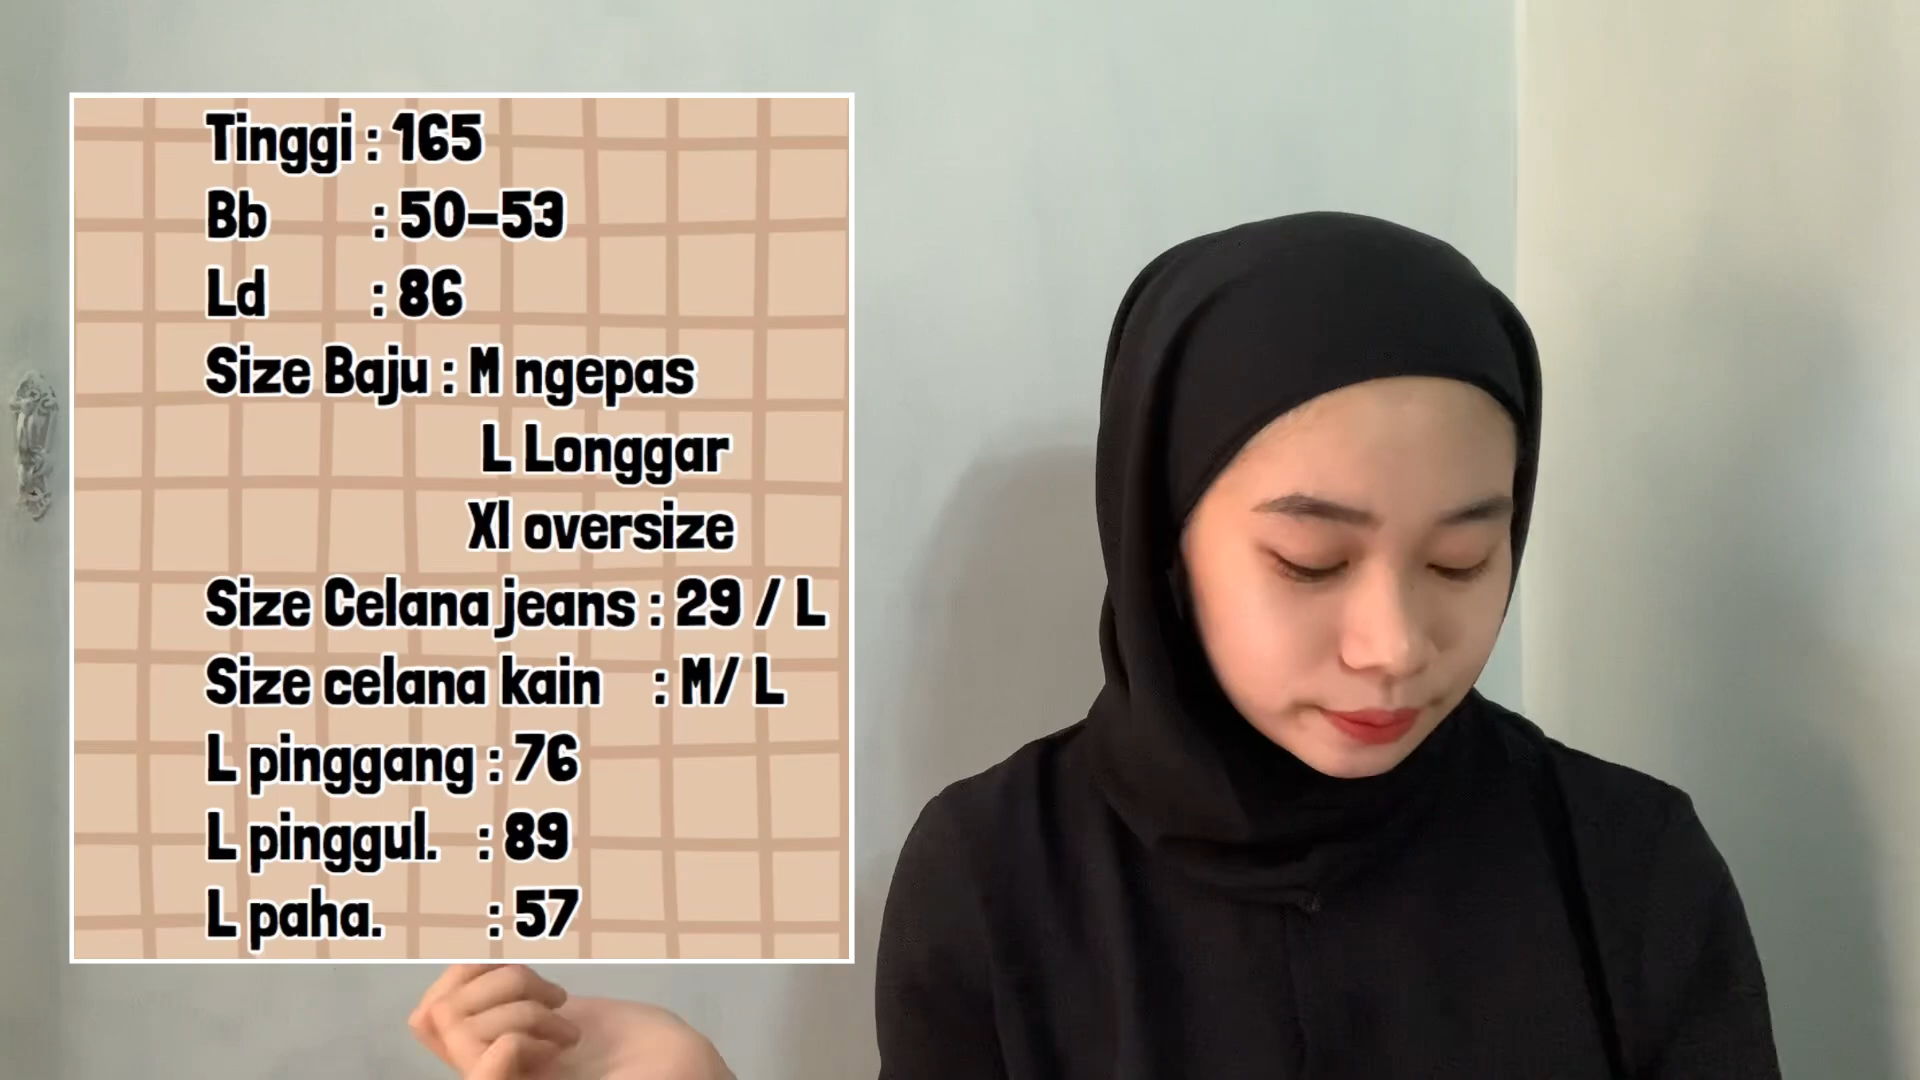 Tinggi : 165
Bb : 50-53
Ld : 86
Size Baju : M ngepas
L Longgar
Xl oversize
Size Celana jeans : 29 / L
Size celana kain : M/ L
L pinggang : 76
L pinggul. : 89
L paha. : 57